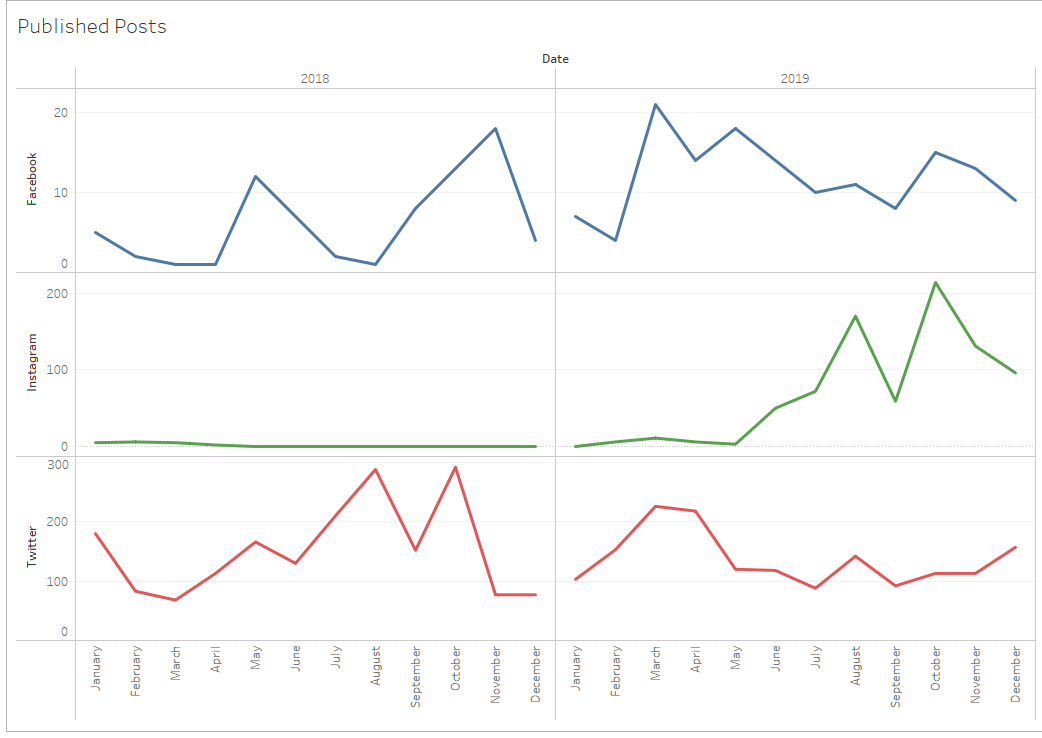 Published Posts
Date
2018 2019
Facebook
20
10
0
Instagram
200
100
0
Twitter
300
200
100
0
January February March April May June July August September October November December January February March April May June July August September October November December